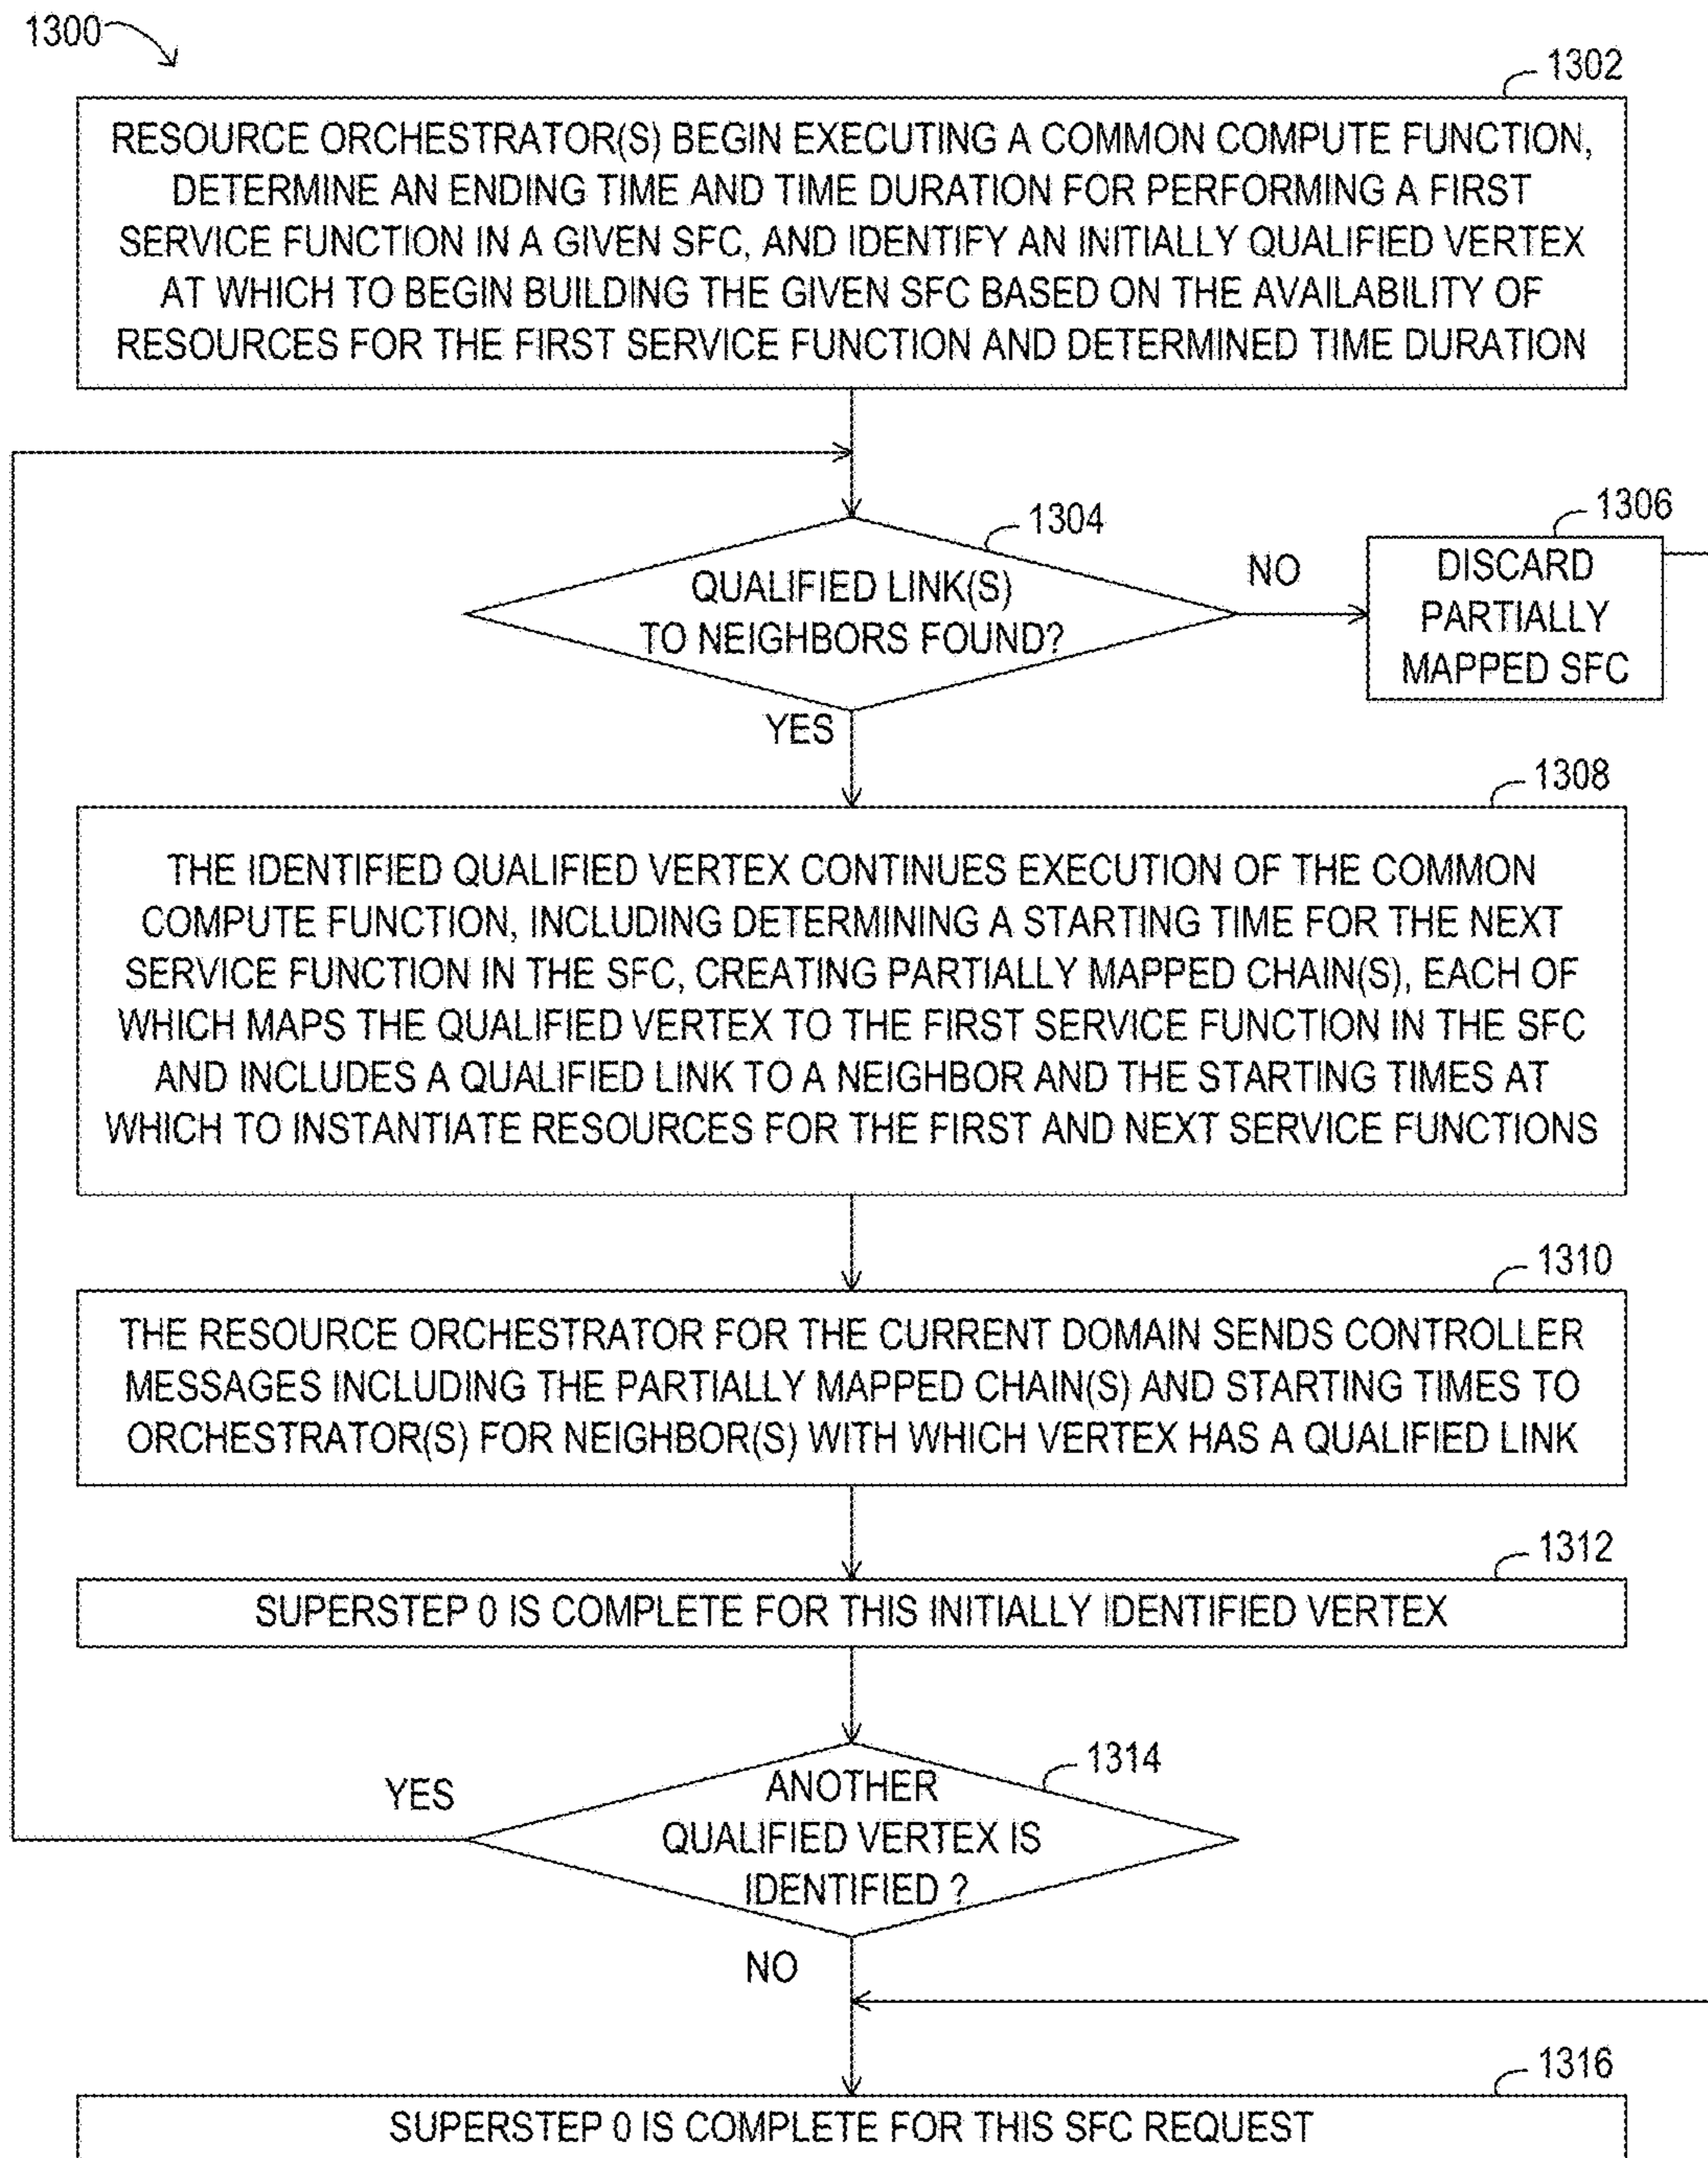 1300
1302
RESOURCE ORCHESTRATOR(S) BEGIN EXECUTING A COMMON COMPUTE FUNCTION,
DETERMINE AN ENDING TIME AND TIME DURATION FOR PERFORMING A FIRST
SERVICE FUNCTION IN A GIVEN SFC, AND IDENTIFY AN INITIALLY QUALIFIED VERTEX
AT WHICH TO BEGIN BUILDING THE GIVEN SFC BASED ON THE AVAILABILITY OF
RESOURCES FOR THE FIRST SERVICE FUNCTION AND DETERMINED TIME DURATION
1304
QUALIFIED LINK(S)
TO NEIGHBORS FOUND?
NO
1306
DISCARD
PARTIALLY
MAPPED SFC
YES
1308
THE IDENTIFIED QUALIFIED VERTEX CONTINUES EXECUTION OF THE COMMON
COMPUTE FUNCTION, INCLUDING DETERMINING A STARTING TIME FOR THE NEXT
SERVICE FUNCTION IN THE SFC, CREATING PARTIALLY MAPPED CHAIN(S), EACH OF
WHICH MAPS THE QUALIFIED VERTEX TO THE FIRST SERVICE FUNCTION IN THE SFC
AND INCLUDES A QUALIFIED LINK TO A NEIGHBOR AND THE STARTING TIMES AT
WHICH TO INSTANTIATE RESOURCES FOR THE FIRST AND NEXT SERVICE FUNCTIONS
1310
THE RESOURCE ORCHESTRATOR FOR THE CURRENT DOMAIN SENDS CONTROLLER
MESSAGES INCLUDING THE PARTIALLY MAPPED CHAIN(S) AND STARTING TIMES TO
ORCHESTRATOR(S) FOR NEIGHBOR(S) WITH WHICH VERTEX HAS A QUALIFIED LINK
1312
SUPERSTEP 0 IS COMPLETE FOR THIS INITIALLY IDENTIFIED VERTEX
1314
YES
ANOTHER
QUALIFIED VERTEX IS
IDENTIFIED ?
NO
1316
SUPERSTEP 0 IS COMPLETE FOR THIS SFC REQUEST